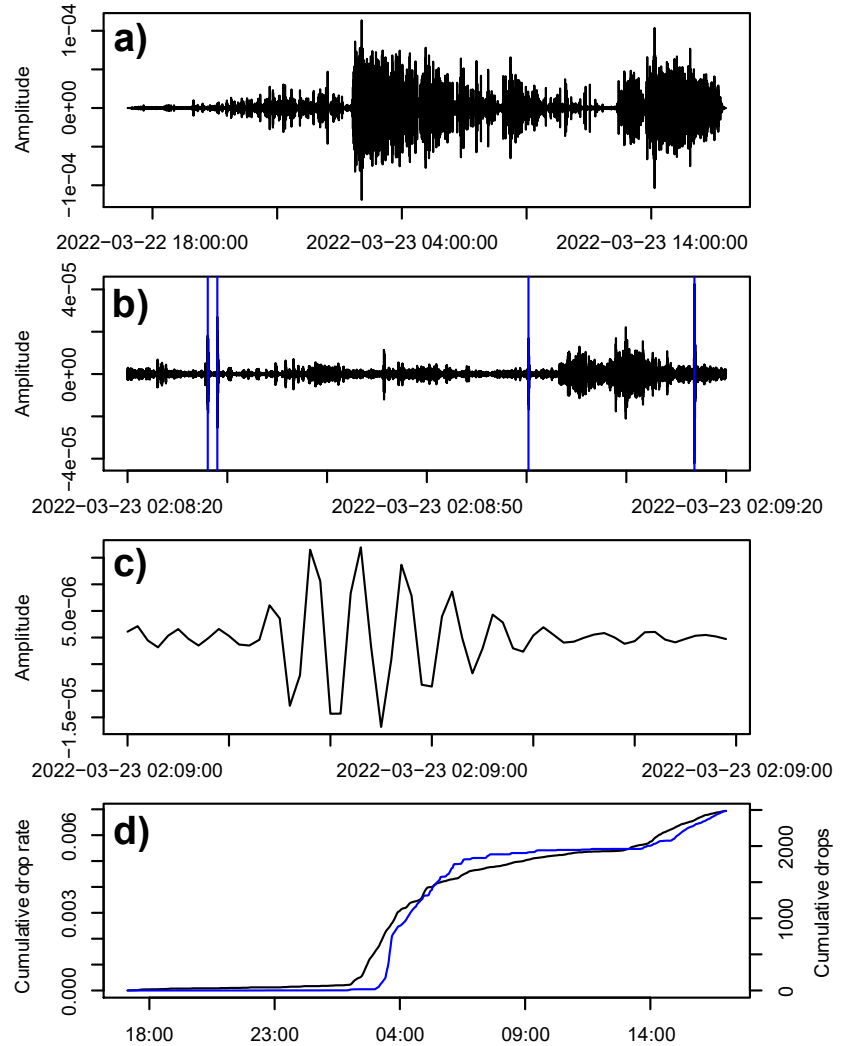 a)
Amplitude
1e−04
0e+00
−1e−04
2022−03−22 18:00:00 2022−03−23 04:00:00 2022−03−23 14:00:00
b)
Amplitude
4e−05
0e+00
−4e−05
2022−03−23 02:08:20 2022−03−23 02:08:50 2022−03−23 02:09:20
c)
Amplitude
5.0e−06
−1.5e−05
2022−03−23 02:09:00 2022−03−23 02:09:00 2022−03−23 02:09:00
d)
Cumulative drop rate
0.006
0.003
0.000
Cumulative drops
2000
1000
0
18:00 23:00 04:00 09:00 14:00